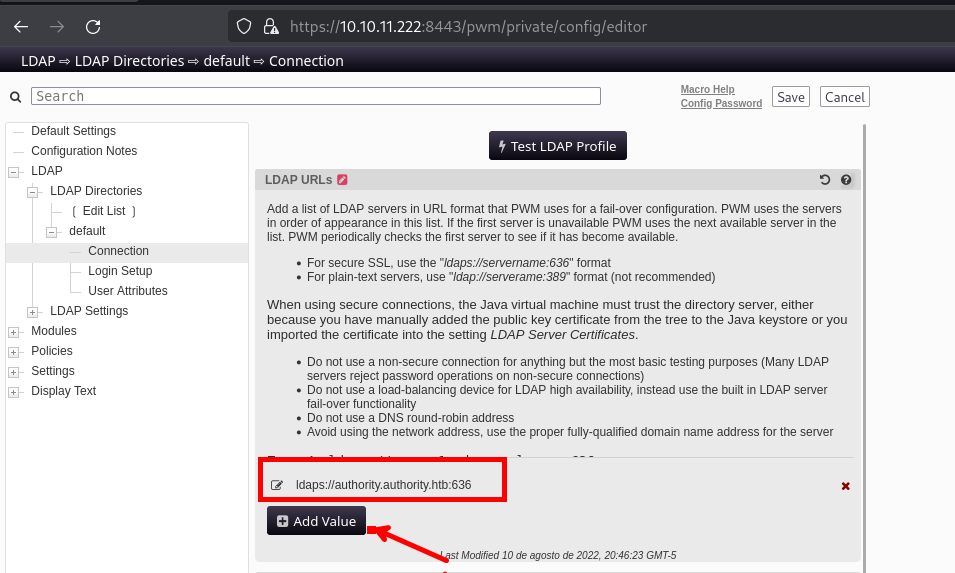 https://10.10.11.222:8443/pwm/private/config/editor
LDAP ⇨ LDAP Directories ⇨ default ⇨ Connection
Search
Macro Help
Config Password
Save
Cancel
Default Settings
Configuration Notes
LDAP
LDAP Directories
[ Edit List ]
default
Connection
Login Setup
User Attributes
LDAP Settings
Modules
Policies
Settings
Display Text
Test LDAP Profile
LDAP URLs
Add a list of LDAP servers in URL format that PWM uses for a fail-over configuration. PWM uses the servers
in order of appearance in this list. If the first server is unavailable PWM uses the next available server in the
list. PWM periodically checks the first server to see if it has become available.
• For secure SSL, use the "ldaps://servername:636" format
• For plain-text servers, use "ldap://serverame:389" format (not recommended)
When using secure connections, the Java virtual machine must trust the directory server, either
because you have manually added the public key certificate from the tree to the Java keystore or you
imported the certificate into the setting LDAP Server Certificates.
• Do not use a non-secure connection for anything but the most basic testing purposes (Many LDAP
servers reject password operations on non-secure connections)
• Do not use a load-balancing device for LDAP high availability, instead use the built in LDAP server
fail-over functionality
• Do not use a DNS round-robin address
• Avoid using the network address, use the proper fully-qualified domain name address for the server
ldaps://authority.authority.htb:636
Add Value
Last Modified 10 de agosto de 2022, 20:46:23 GMT-5